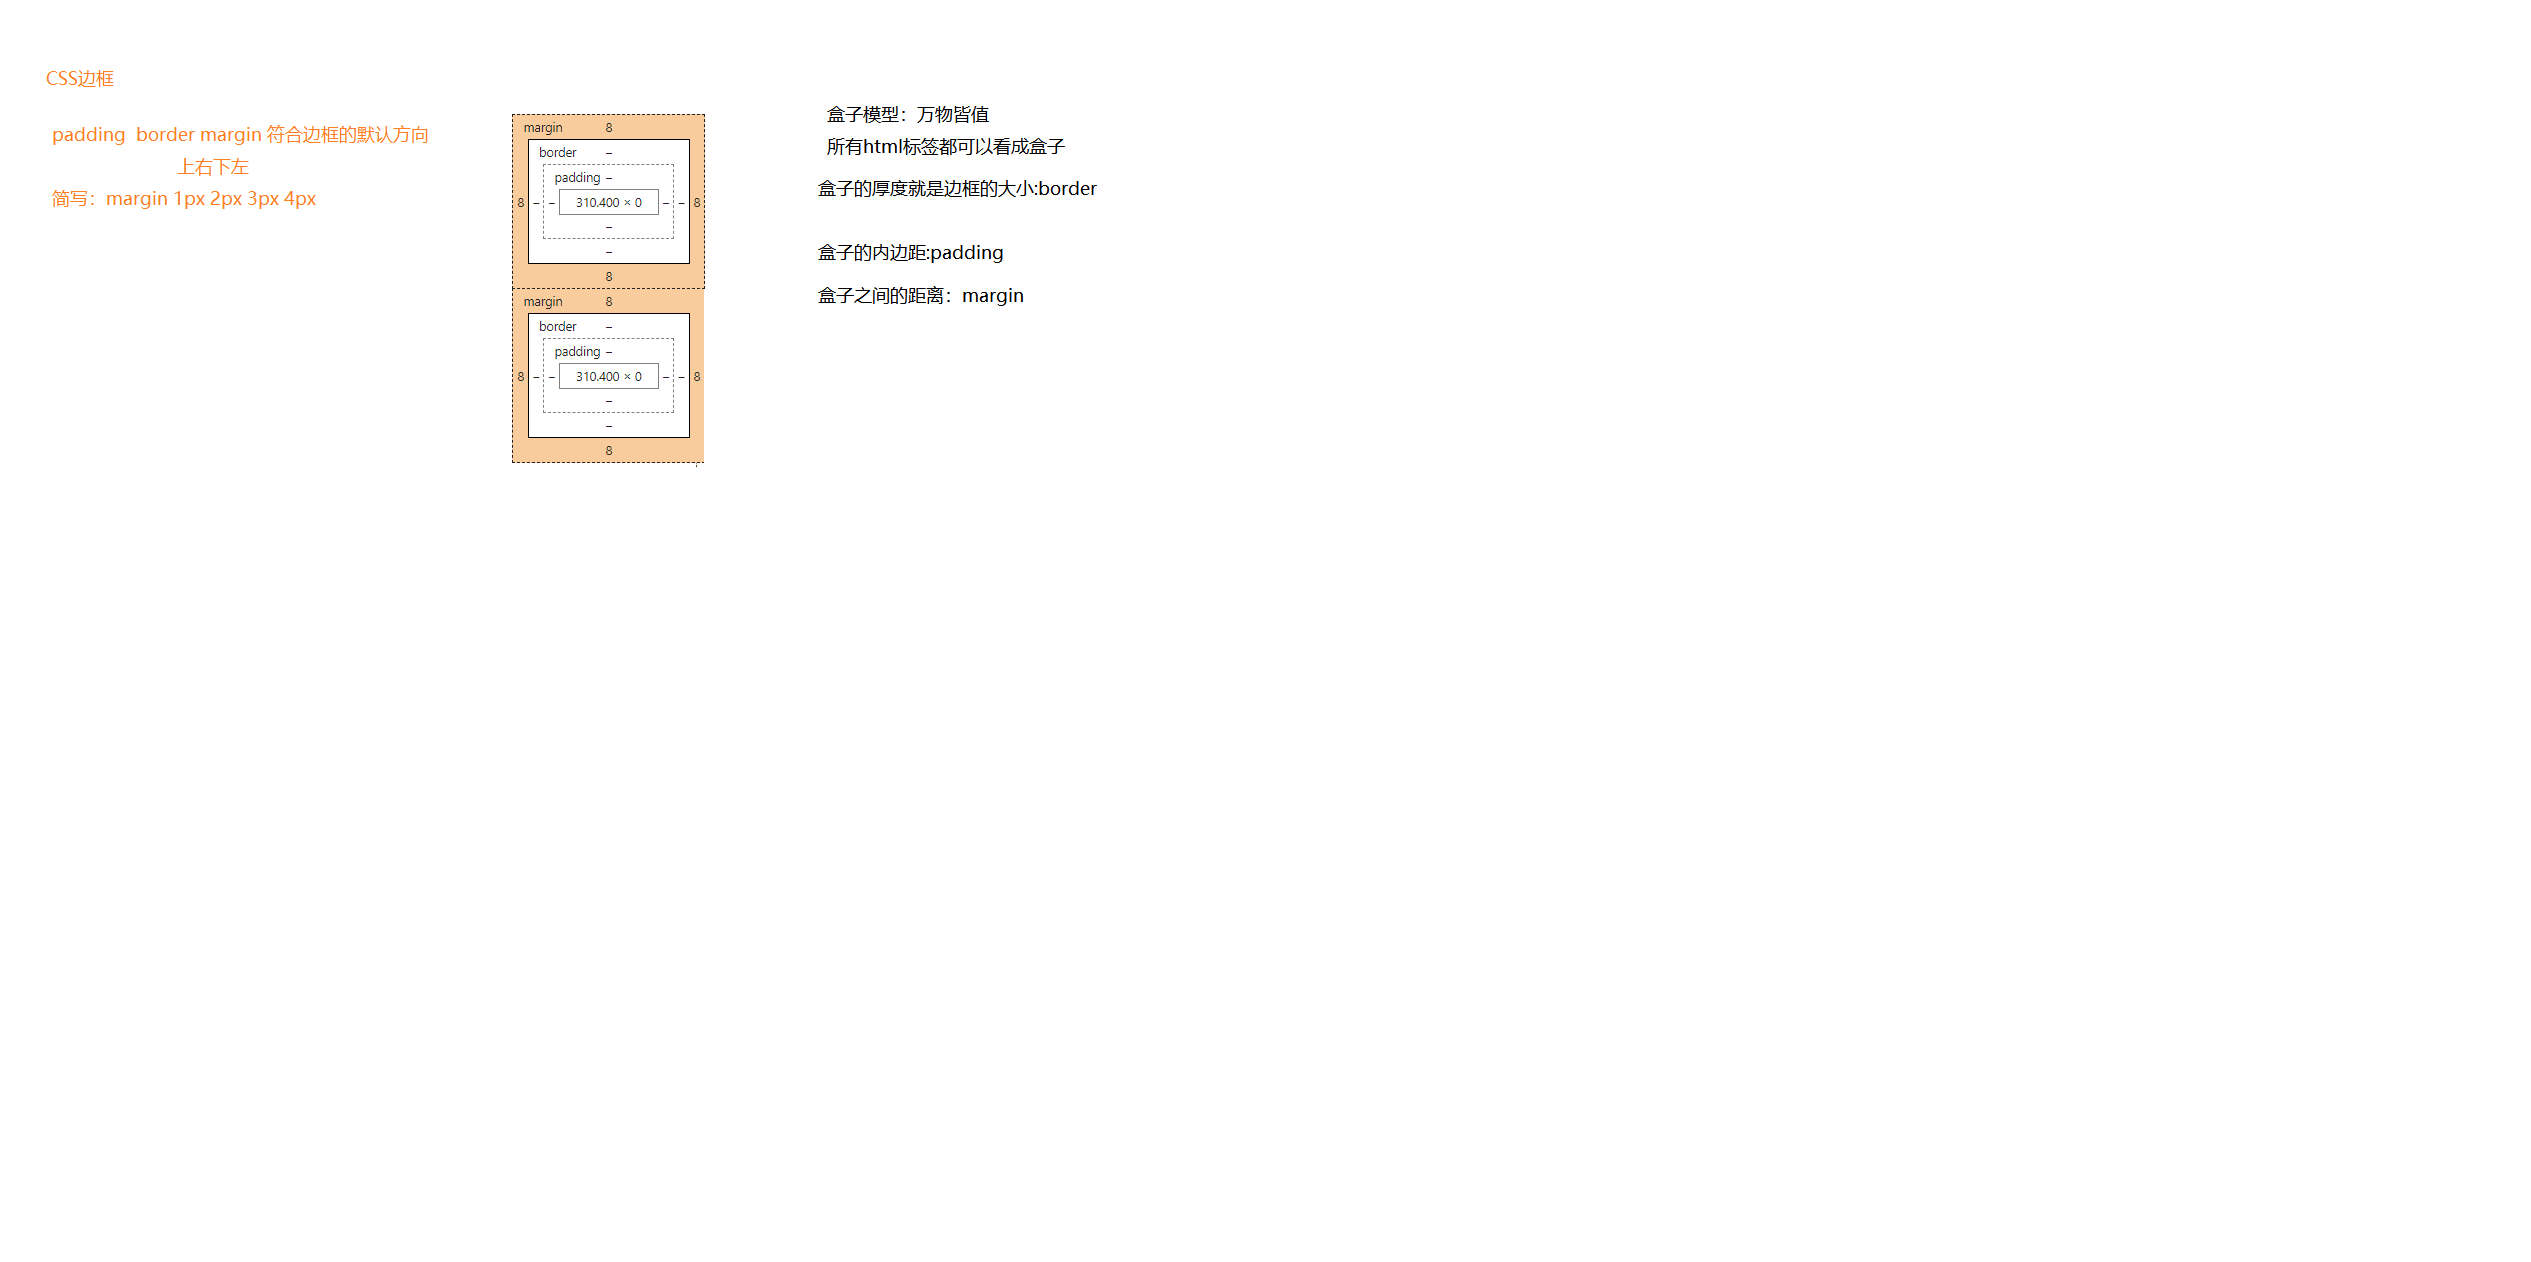 CSS边框
padding  border margin 符合边框的默认方向
上右下左
简写：margin 1px 2px 3px 4px
margin 8
border –
padding –
8 – – 310.400 × 0 – – 8
–
–
8
margin 8
border –
padding –
8 – – 310.400 × 0 – – 8
–
–
8
盒子模型：万物皆值
所有html标签都可以看成盒子
盒子的厚度就是边框的大小:border
盒子的内边距:padding
盒子之间的距离：margin